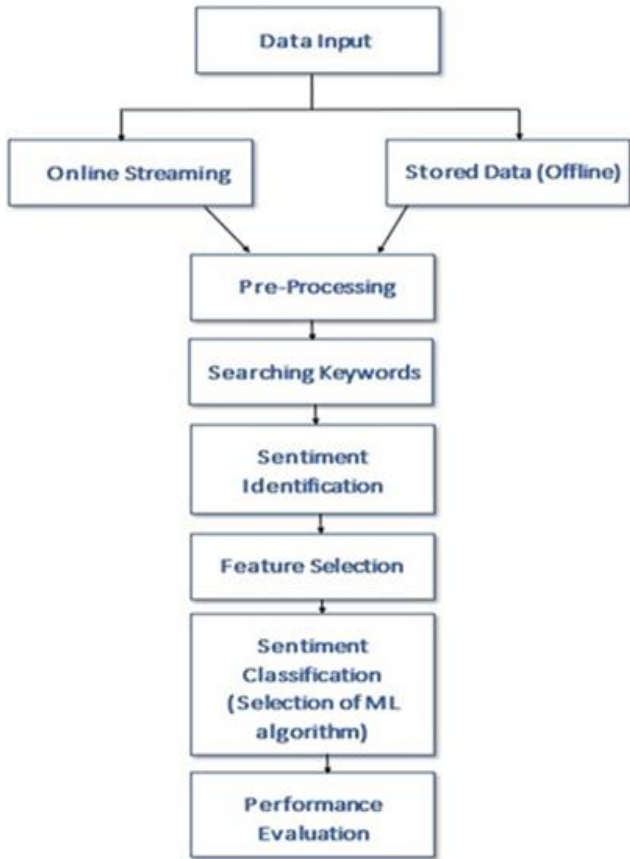 Data Input
Online Streaming
Stored Data (Offline)
Pre-Processing
Searching Keywords
Sentiment
Identification
Feature Selection
Sentiment
Classification
(Selection of ML
algorithm)
Performance
Evaluation